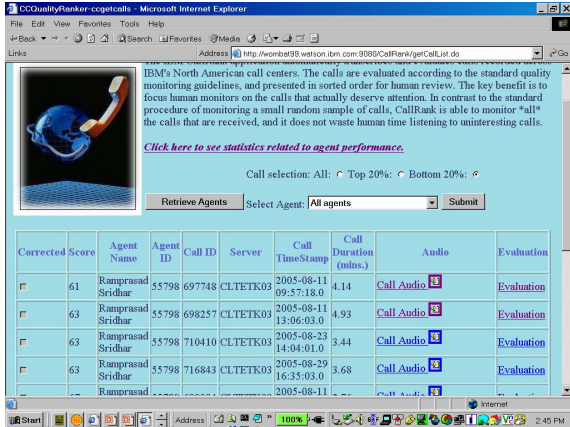 CCQualityRanker-ccgetcalls - Microsoft Internet Explorer
File Edit View Favorites Tools Help
Back Search Favorites Media
Links Address http://wombat99.watson.ibm.com:9080/CallRank/getCallList.do Go
IBM's North American call centers. The calls are evaluated according to the standard quality
monitoring guidelines, and presented in sorted order for human review. The key benefit is to
focus human monitors on the calls that actually deserve attention. In contrast to the standard
procedure of monitoring a small random sample of calls, CallRank is able to monitor *all*
the calls that are received, and it does not waste human time listening to uninteresting calls.
Click here to see statistics related to agent performance.
Call selection: All: Top 20%: Bottom 20%:
Retrieve Agents Select Agent: All agents Submit
Corrected Score Agent Name Agent ID Call ID Server Call TimeStamp Call Duration (mins.) Audio Evaluation
61 Ramprasad Sridhar 55798 697748 CLTETK03 2005-08-11 09:57:18.0 4.14 Call Audio Evaluation
63 Ramprasad Sridhar 55798 698257 CLTETK03 2005-08-11 13:06:03.0 4.93 Call Audio Evaluation
63 Ramprasad Sridhar 55798 710410 CLTETK03 2005-08-23 14:04:01.0 3.44 Call Audio Evaluation
63 Ramprasad Sridhar 55798 716843 CLTETK03 2005-08-29 16:35:03.0 3.68 Call Audio Evaluation
Ramprasad 2005-08-11
Internet
Start Address 100% 2:45 PM